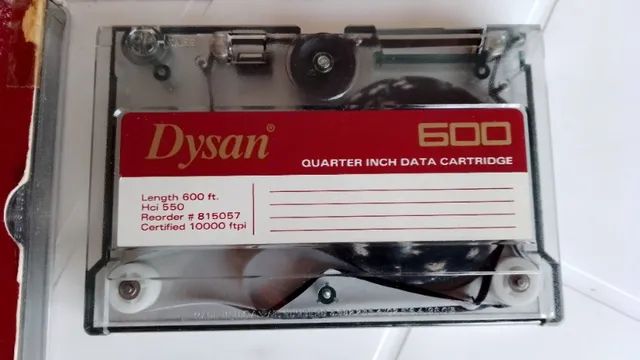 Dysan®
600
QUARTER INCH DATA CARTRIDGE
Length 600 ft.
Hci 550
Reorder # 815057
Certified 10000 ftpi